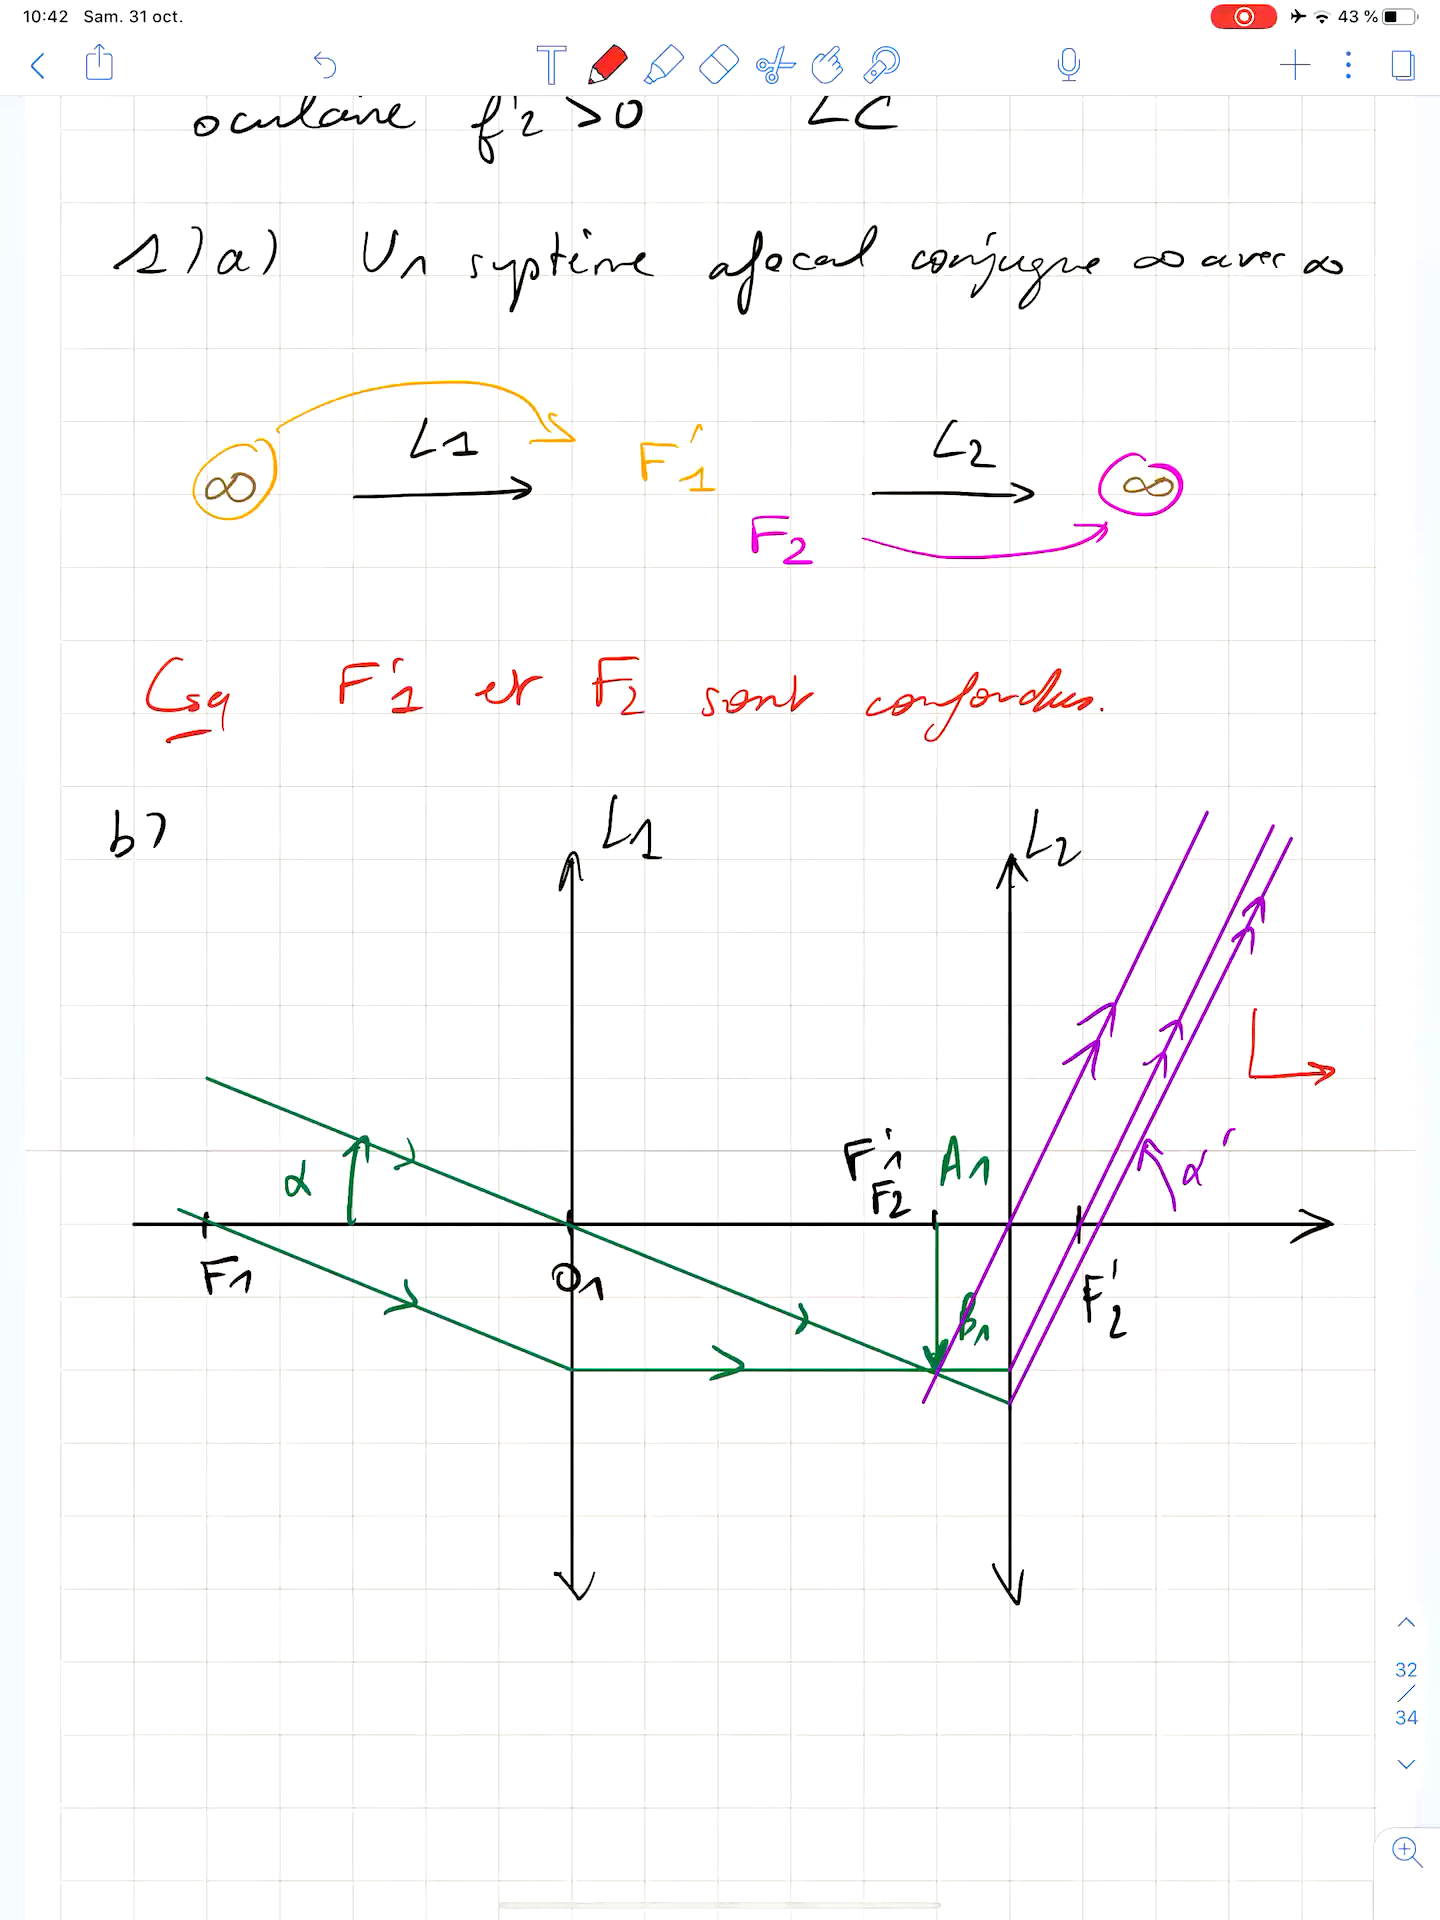 10:42 Sam. 31 oct. 43 %
T
oculaire f'2 >0 LC
1) a) Un système afocal conjugue ∞ avec ∞
∞ L1 F'1 L2 ∞
F2
Csq F'1 et F2 sont confondus.
b) L1 L2
α F'1 A1 α'
F2
F1 O1 F'2
B1
32
/
34